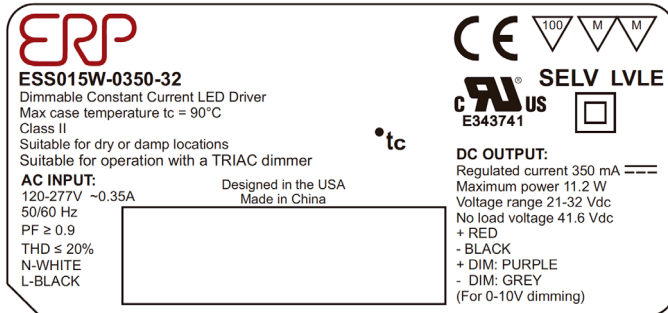 ERP
ESS015W-0350-32
Dimmable Constant Current LED Driver
Max case temperature tc = 90°C
Class II
Suitable for dry or damp locations
Suitable for operation with a TRIAC dimmer
•tc
AC INPUT:
120-277V ~0.35A
50/60 Hz
PF ≥ 0.9
THD ≤ 20%
N-WHITE
L-BLACK
Designed in the USA
Made in China
CE 100 M M
c RU® US
E343741
SELV LVLE
DC OUTPUT:
Regulated current 350 mA
Maximum power 11.2 W
Voltage range 21-32 Vdc
No load voltage 41.6 Vdc
+ RED
- BLACK
+ DIM: PURPLE
- DIM: GREY
(For 0-10V dimming)